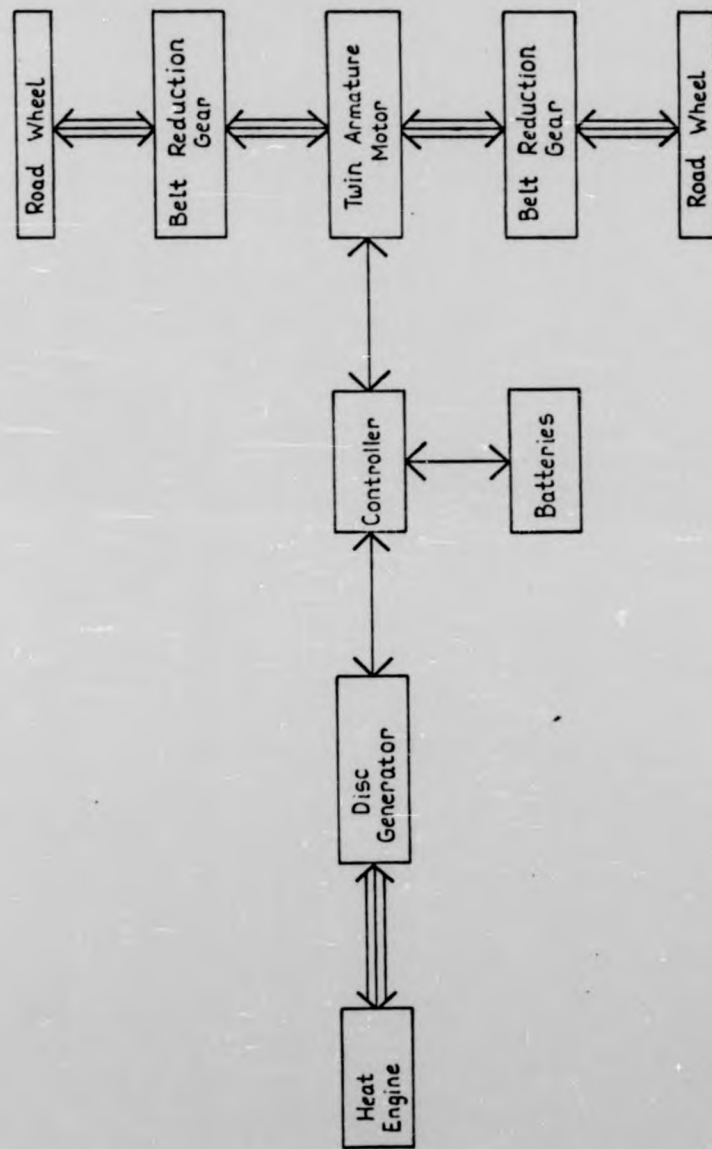 Road Wheel
Belt Reduction
Gear
Heat
Engine
Disc
Generator
Controller
Twin Armature
Motor
Batteries
Belt Reduction
Gear
Road Wheel